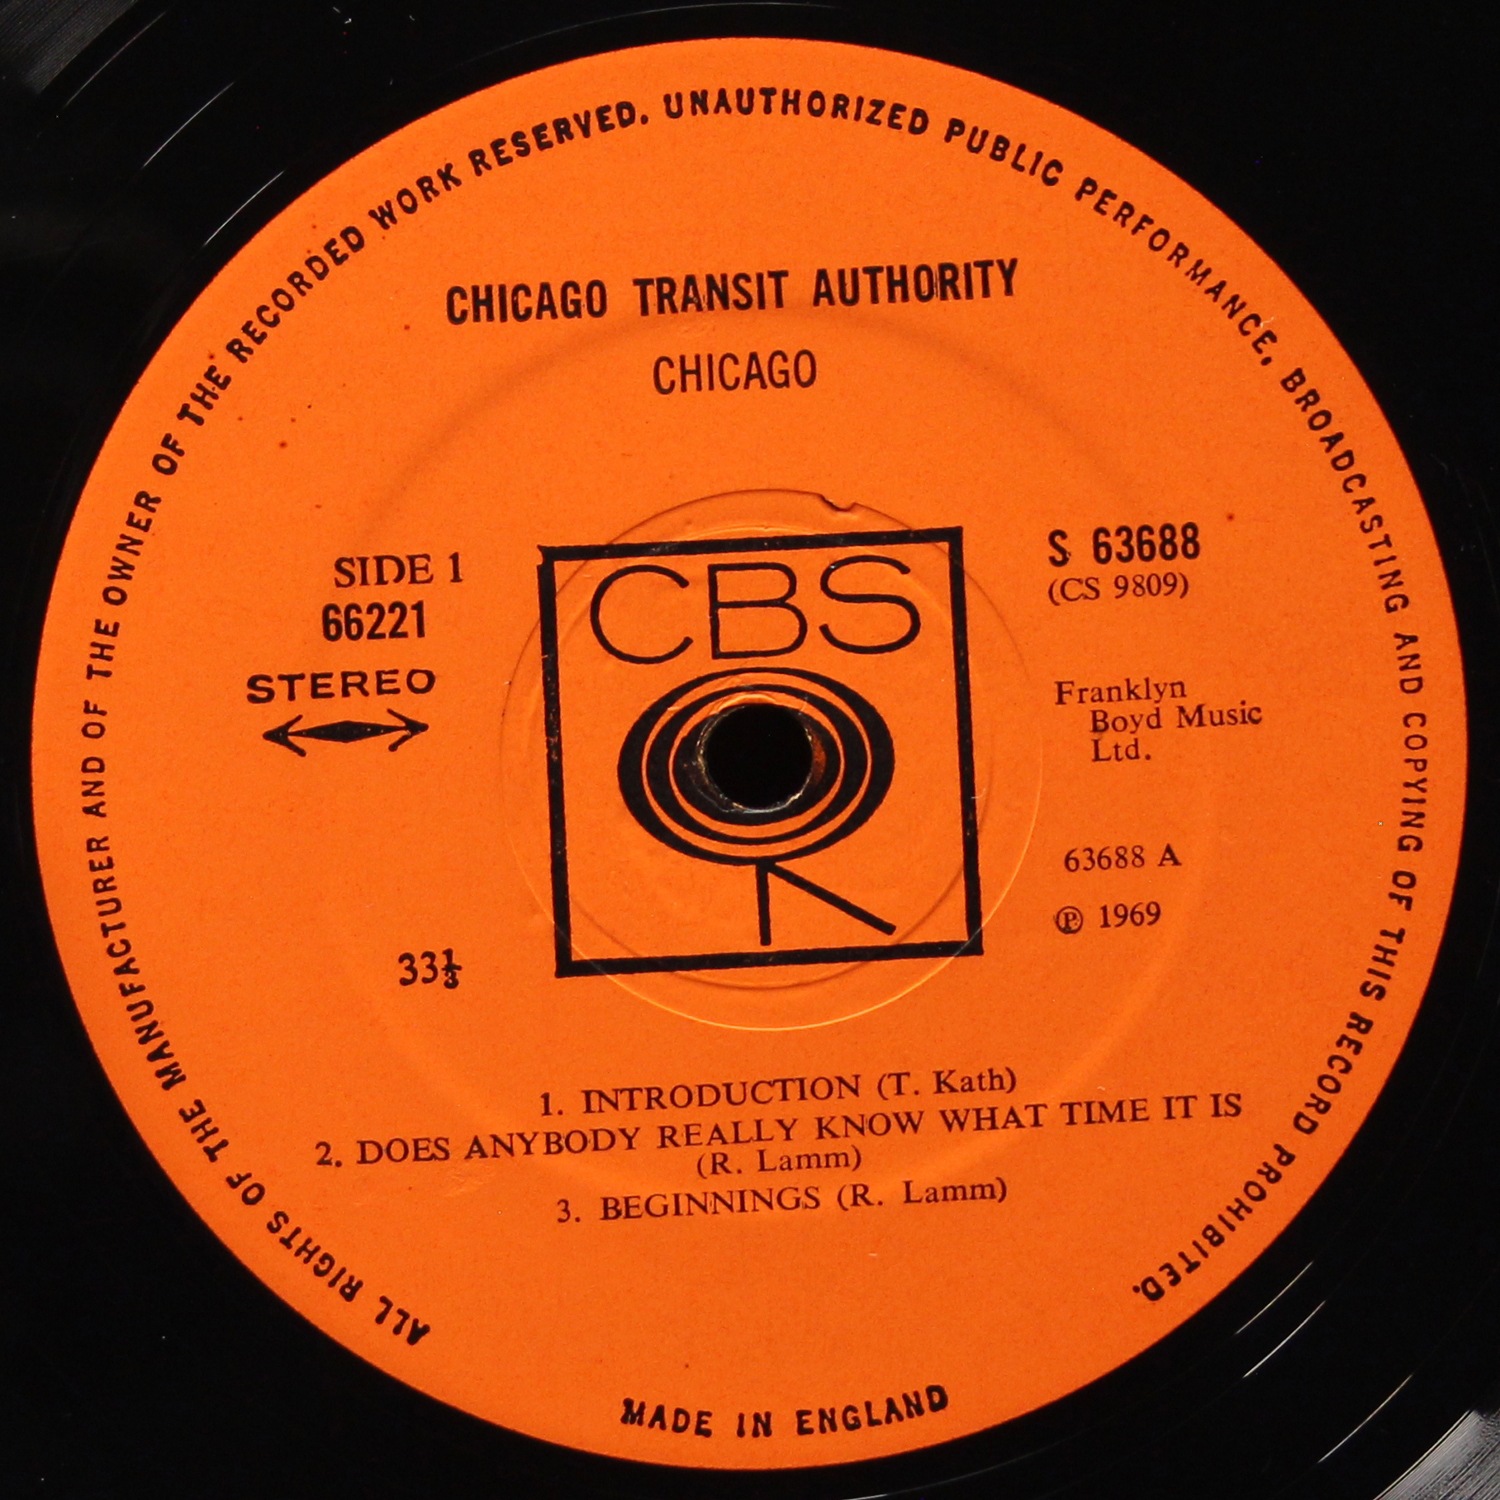 ALL RIGHTS OF THE MANUFACTURER AND OF THE OWNER OF THE RECORDED WORK RESERVED. UNAUTHORIZED PUBLIC PERFORMANCE, BROADCASTING AND COPYING OF THIS RECORD PROHIBITED.
CHICAGO TRANSIT AUTHORITY
CHICAGO
SIDE 1
66221
STEREO
33⅓
CBS
S 63688
(CS 9809)
Franklyn
Boyd Music
Ltd.
63688 A
Ⓟ 1969
1. INTRODUCTION (T. Kath)
2. DOES ANYBODY REALLY KNOW WHAT TIME IT IS
(R. Lamm)
3. BEGINNINGS (R. Lamm)
MADE IN ENGLAND